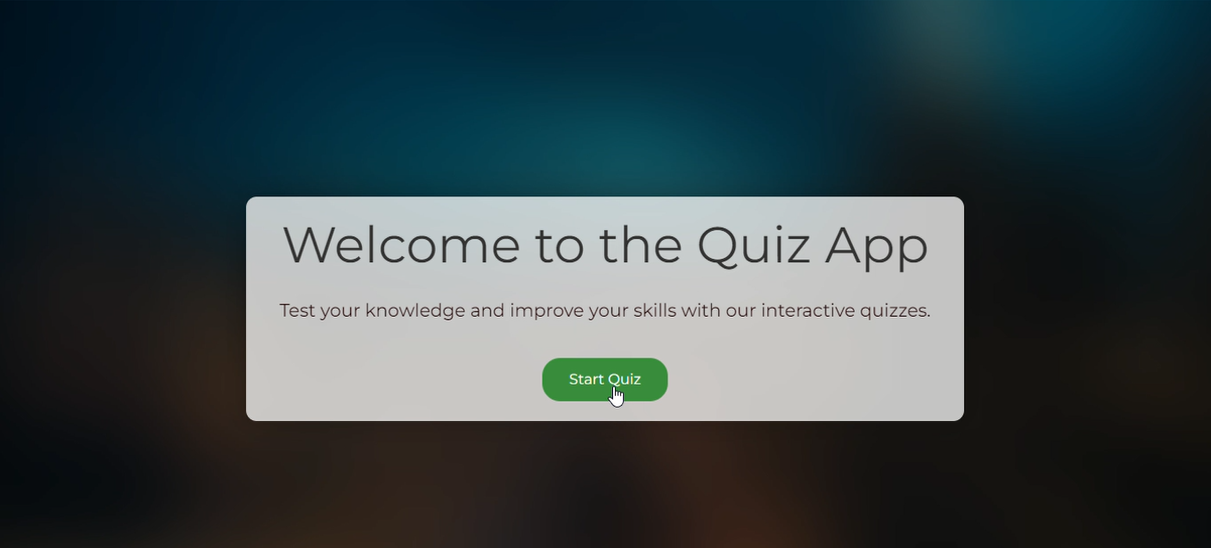 Welcome to the Quiz App
Test your knowledge and improve your skills with our interactive quizzes.
Start Quiz